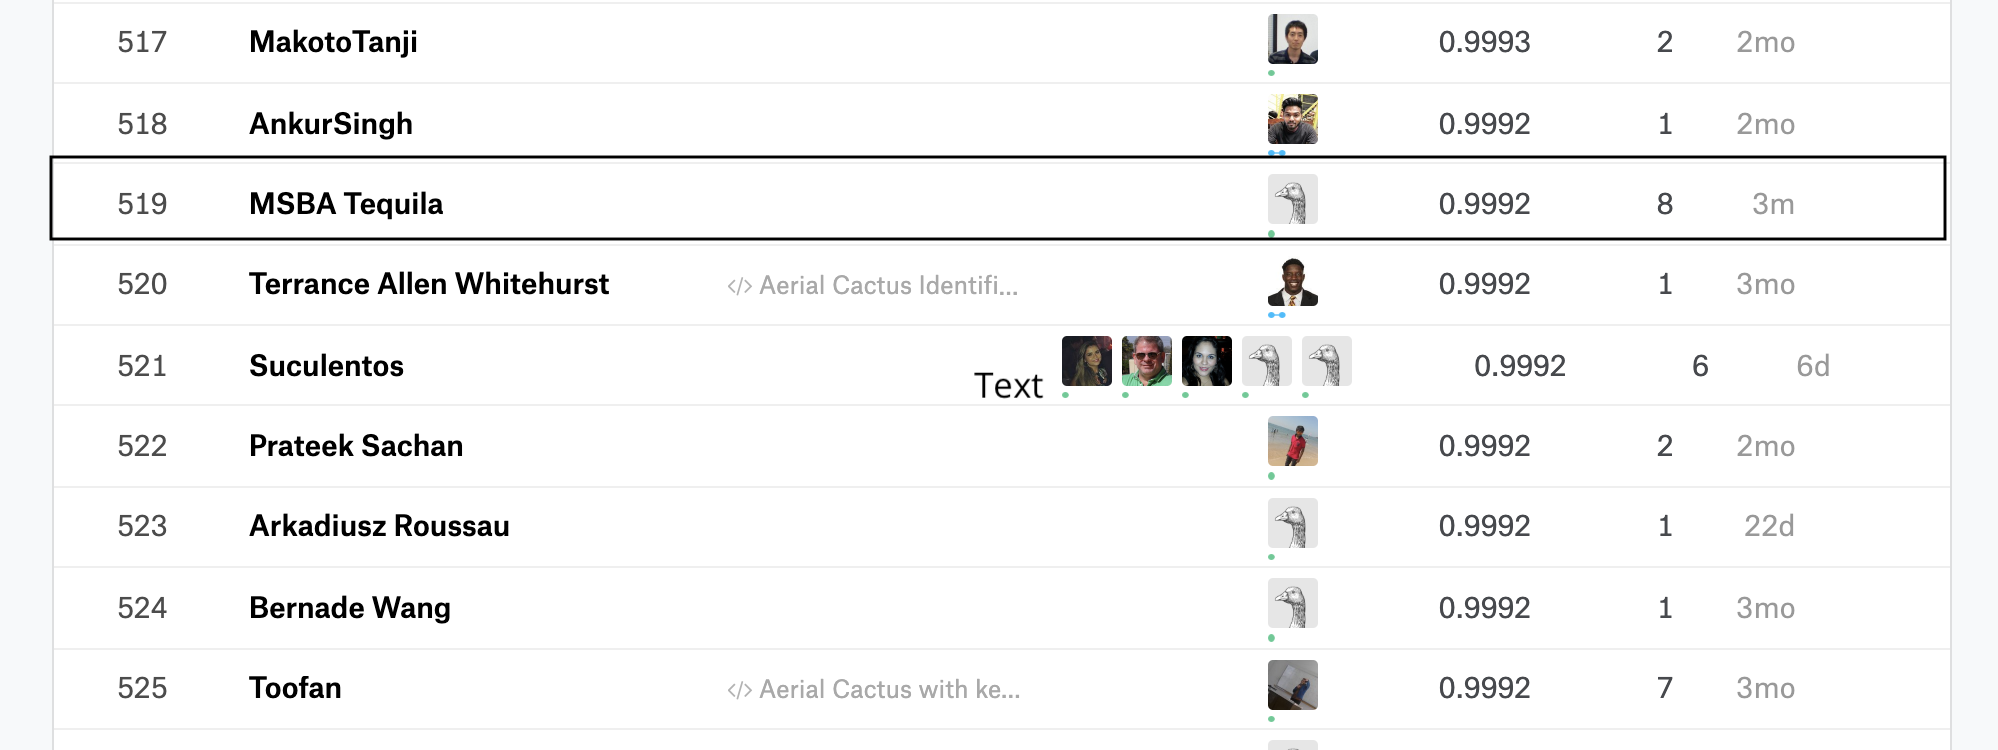 517 MakotoTanji 0.9993 2 2mo
518 AnkurSingh 0.9992 1 2mo
519 MSBA Tequila 0.9992 8 3m
520 Terrance Allen Whitehurst </> Aerial Cactus Identifi... 0.9992 1 3mo
521 Suculentos Text 0.9992 6 6d
522 Prateek Sachan 0.9992 2 2mo
523 Arkadiusz Roussau 0.9992 1 22d
524 Bernade Wang 0.9992 1 3mo
525 Toofan </> Aerial Cactus with ke... 0.9992 7 3mo